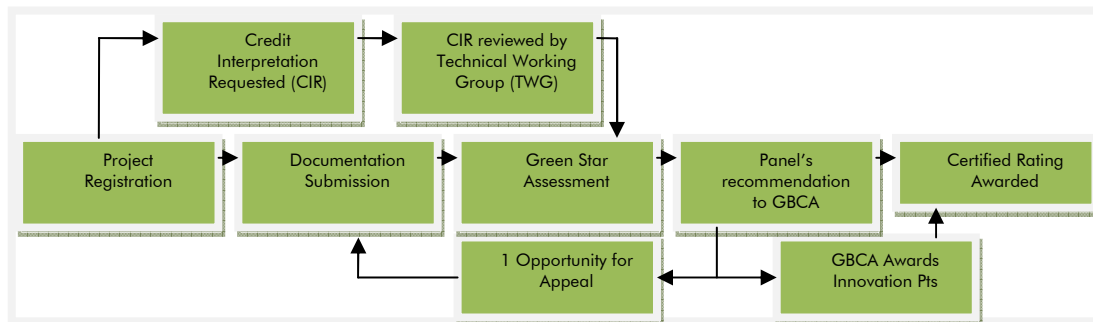 Credit
Interpretation
Requested (CIR)
CIR reviewed by
Technical Working
Group (TWG)
Project
Registration
Documentation
Submission
Green Star
Assessment
Panel's
recommendation
to GBCA
Certified Rating
Awarded
1 Opportunity for
Appeal
GBCA Awards
Innovation Pts